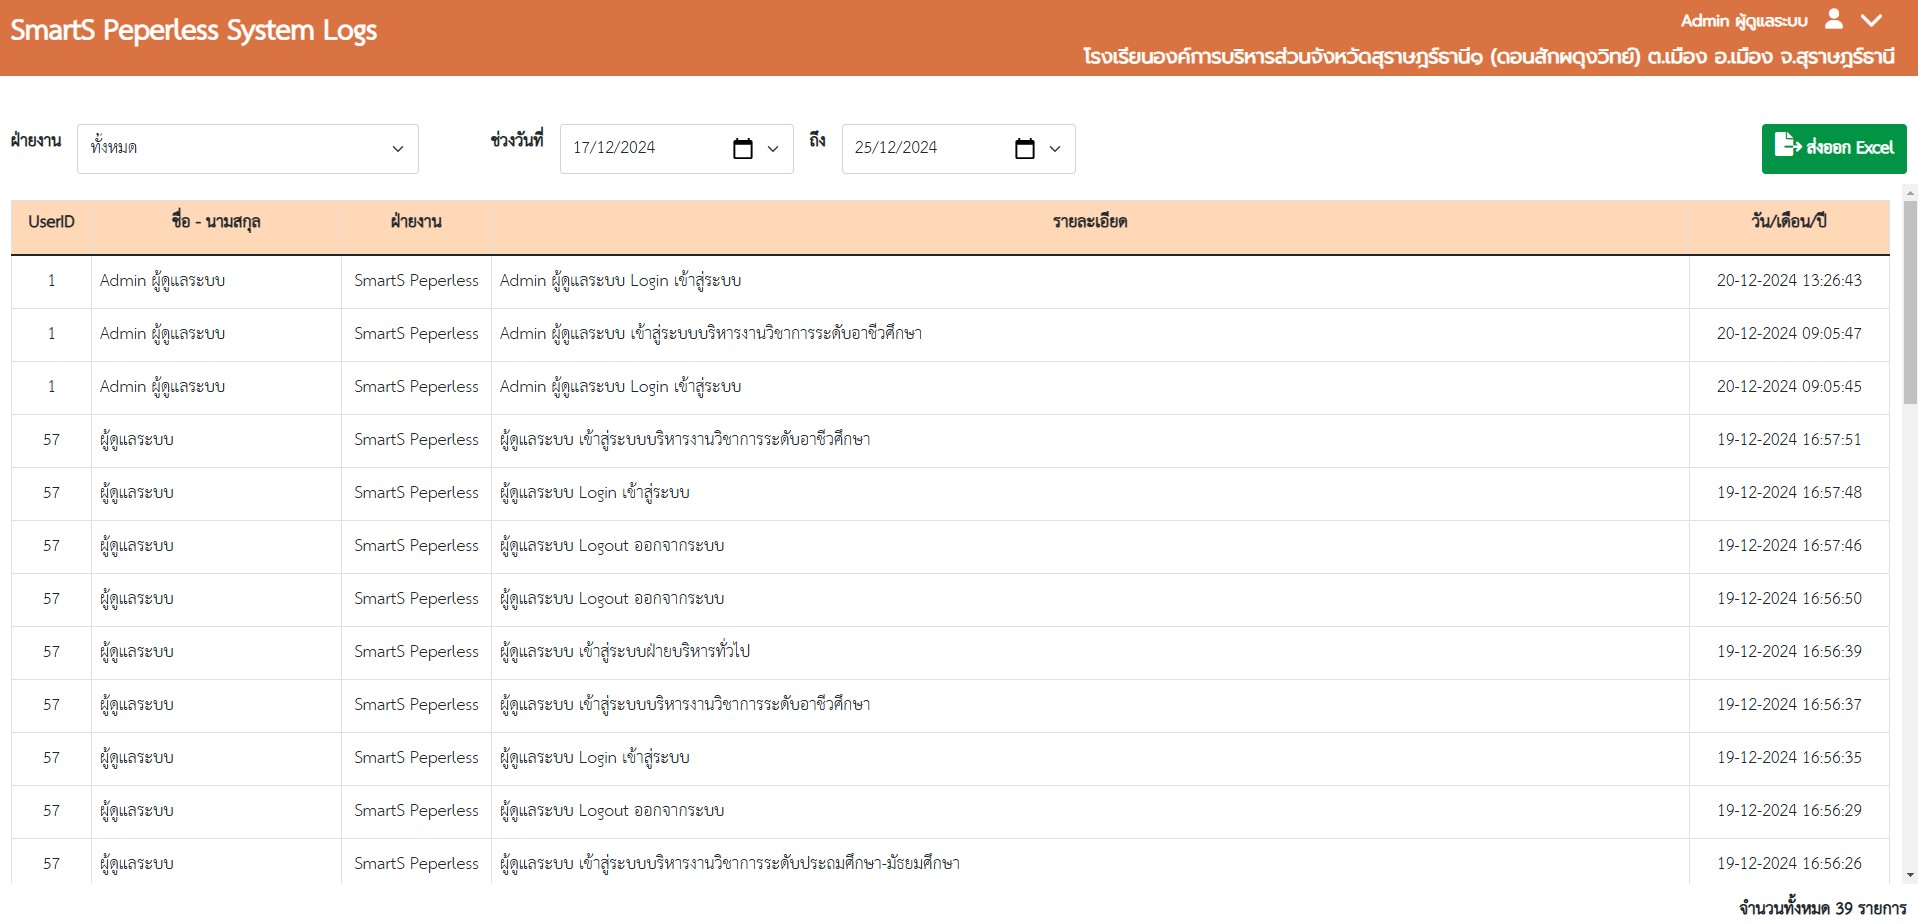 SmartS Peperless System Logs
Admin ผู้ดูแลระบบ
โรงเรียนองค์การบริหารส่วนจังหวัดสุราษฎร์ธานี๑ (ดอนสักผดุงวิทย์) ต.เมือง อ.เมือง จ.สุราษฎร์ธานี
ฝ่ายงาน ทั้งหมด ช่วงวันที่ 17/12/2024 ถึง 25/12/2024 ส่งออก Excel
UserID ชื่อ - นามสกุล ฝ่ายงาน รายละเอียด วัน/เดือน/ปี
1 Admin ผู้ดูแลระบบ SmartS Peperless Admin ผู้ดูแลระบบ Login เข้าสู่ระบบ 20-12-2024 13:26:43
1 Admin ผู้ดูแลระบบ SmartS Peperless Admin ผู้ดูแลระบบ เข้าสู่ระบบบริหารงานวิชาการระดับอาชีวศึกษา 20-12-2024 09:05:47
1 Admin ผู้ดูแลระบบ SmartS Peperless Admin ผู้ดูแลระบบ Login เข้าสู่ระบบ 20-12-2024 09:05:45
57 ผู้ดูแลระบบ SmartS Peperless ผู้ดูแลระบบ เข้าสู่ระบบบริหารงานวิชาการระดับอาชีวศึกษา 19-12-2024 16:57:51
57 ผู้ดูแลระบบ SmartS Peperless ผู้ดูแลระบบ Login เข้าสู่ระบบ 19-12-2024 16:57:48
57 ผู้ดูแลระบบ SmartS Peperless ผู้ดูแลระบบ Logout ออกจากระบบ 19-12-2024 16:57:46
57 ผู้ดูแลระบบ SmartS Peperless ผู้ดูแลระบบ Logout ออกจากระบบ 19-12-2024 16:56:50
57 ผู้ดูแลระบบ SmartS Peperless ผู้ดูแลระบบ เข้าสู่ระบบฝ่ายบริหารทั่วไป 19-12-2024 16:56:39
57 ผู้ดูแลระบบ SmartS Peperless ผู้ดูแลระบบ เข้าสู่ระบบบริหารงานวิชาการระดับอาชีวศึกษา 19-12-2024 16:56:37
57 ผู้ดูแลระบบ SmartS Peperless ผู้ดูแลระบบ Login เข้าสู่ระบบ 19-12-2024 16:56:35
57 ผู้ดูแลระบบ SmartS Peperless ผู้ดูแลระบบ Logout ออกจากระบบ 19-12-2024 16:56:29
57 ผู้ดูแลระบบ SmartS Peperless ผู้ดูแลระบบ เข้าสู่ระบบบริหารงานวิชาการระดับประถมศึกษา-มัธยมศึกษา 19-12-2024 16:56:26
จำนวนทั้งหมด 39 รายการ